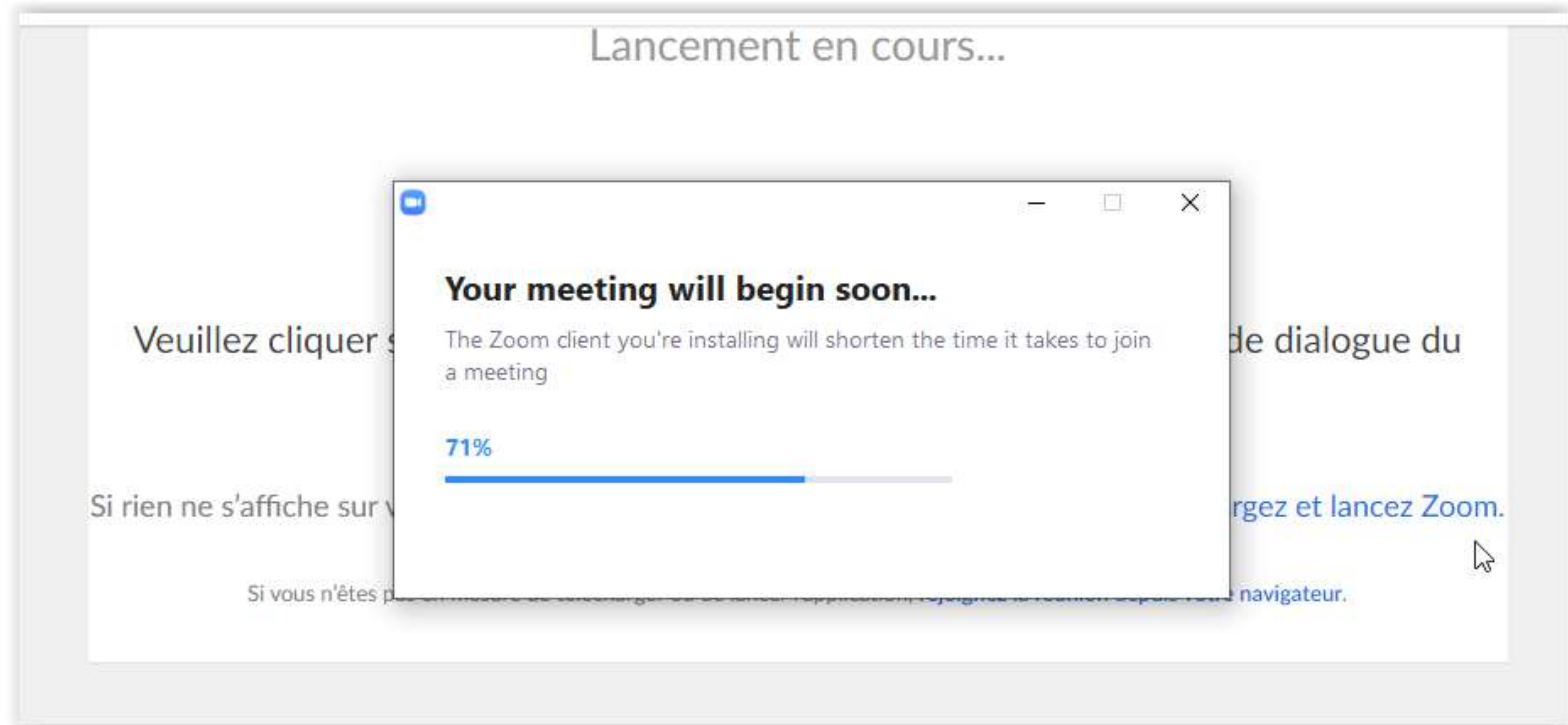 Lancement en cours...
Your meeting will begin soon...
Veuillez cliquer
The Zoom client you're installing will shorten the time it takes to join
de dialogue du
a meeting
71%
Si rien ne s'affiche sur
rgez et lancez Zoom.
Si vous n'êtes
navigateur.